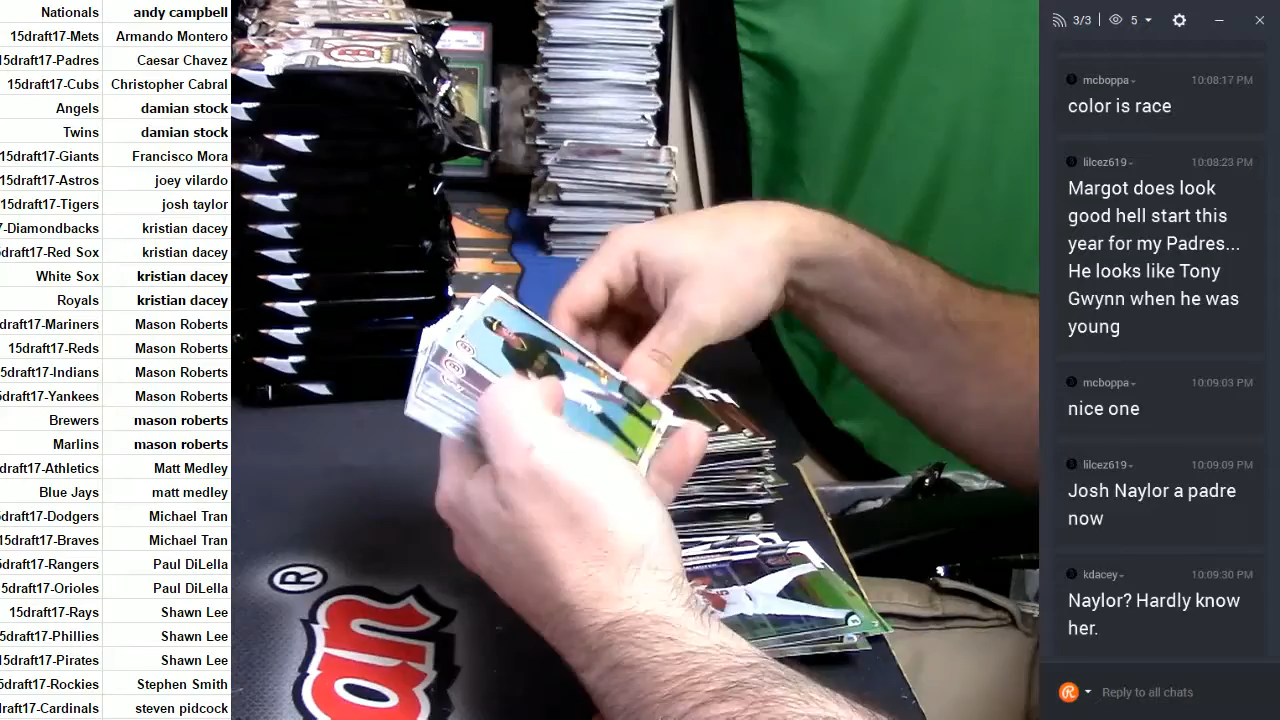 Nationals andy campbell
15draft17-Mets Armando Montero
5draft17-Padres Caesar Chavez
15draft17-Cubs Christopher Cabral
Angels damian stock
Twins damian stock
15draft17-Giants Francisco Mora
15draft17-Astros joey vilardo
15draft17-Tigers josh taylor
7-Diamondbacks kristian dacey
draft17-Red Sox kristian dacey
White Sox kristian dacey
Royals kristian dacey
draft17-Mariners Mason Roberts
15draft17-Reds Mason Roberts
5draft17-Indians Mason Roberts
5draft17-Yankees Mason Roberts
Brewers mason roberts
Marlins mason roberts
draft17-Athletics Matt Medley
Blue Jays matt medley
draft17-Dodgers Michael Tran
15draft17-Braves Michael Tran
draft17-Rangers Paul DiLella
5draft17-Orioles Paul DiLella
15draft17-Rays Shawn Lee
draft17-Phillies Shawn Lee
15draft17-Pirates Shawn Lee
5draft17-Rockies Stephen Smith
raft17-Cardinals steven pidcock
®
an
3/3 5
mcboppa 10:08:17 PM
color is race
lilcez619 10:08:23 PM
Margot does look
good hell start this
year for my Padres...
He looks like Tony
Gwynn when he was
young
mcboppa 10:09:03 PM
nice one
lilcez619 10:09:09 PM
Josh Naylor a padre
now
kdacey 10:09:30 PM
Naylor? Hardly know
her.
Reply to all chats